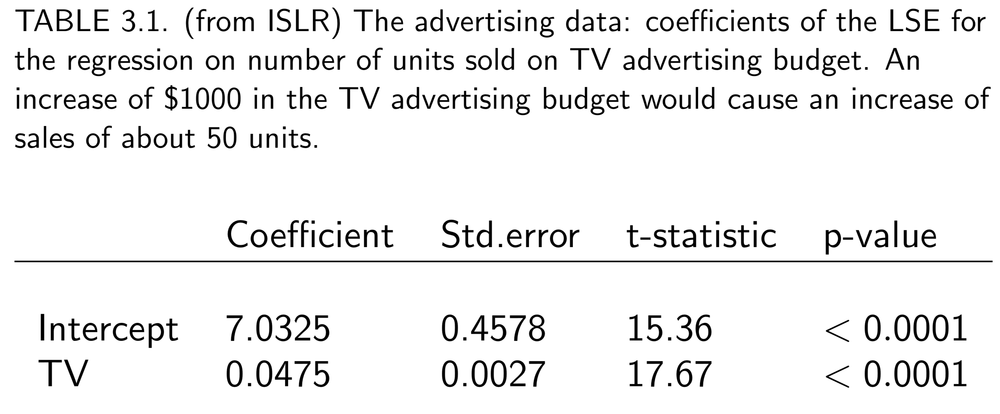 TABLE 3.1. (from ISLR) The advertising data: coefficients of the LSE for
the regression on number of units sold on TV advertising budget. An
increase of $1000 in the TV advertising budget would cause an increase of
sales of about 50 units.
Coefficient Std.error t-statistic p-value
Intercept 7.0325 0.4578 15.36 < 0.0001
TV 0.0475 0.0027 17.67 < 0.0001